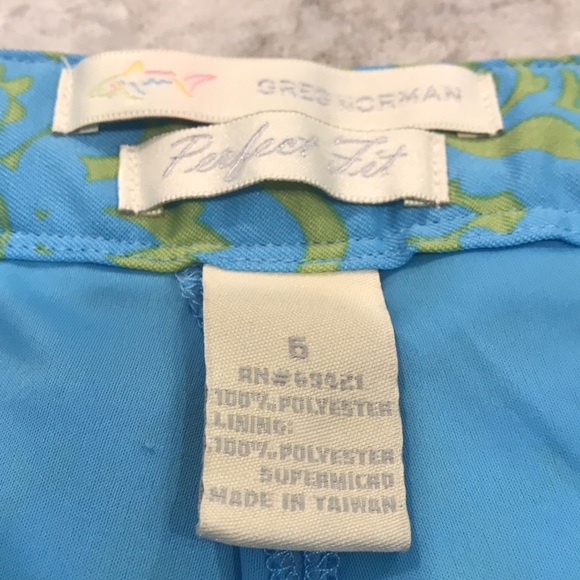 GREG NORMAN
Perfect Fit
6
RN#69421
100% POLYESTER
LINING:
100% POLYESTER
SUPERMICRO
MADE IN TAIWAN